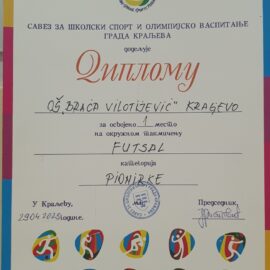 САВЕЗ ЗА ШКОЛСКИ СПОРТ И ОЛИМПИЈСКО ВАСПИТАЊЕ
ГРАДА КРАЉЕВА
додељује
Диплому
OŠ „BRAĆA VILOTIJEVIĆ" KRALJEVO
за освојено 1 место
на окружном такмичењу
FUTSAL
категорија
PIONIRKE
У Краљеву,
Председник,
29.04.2025 године.